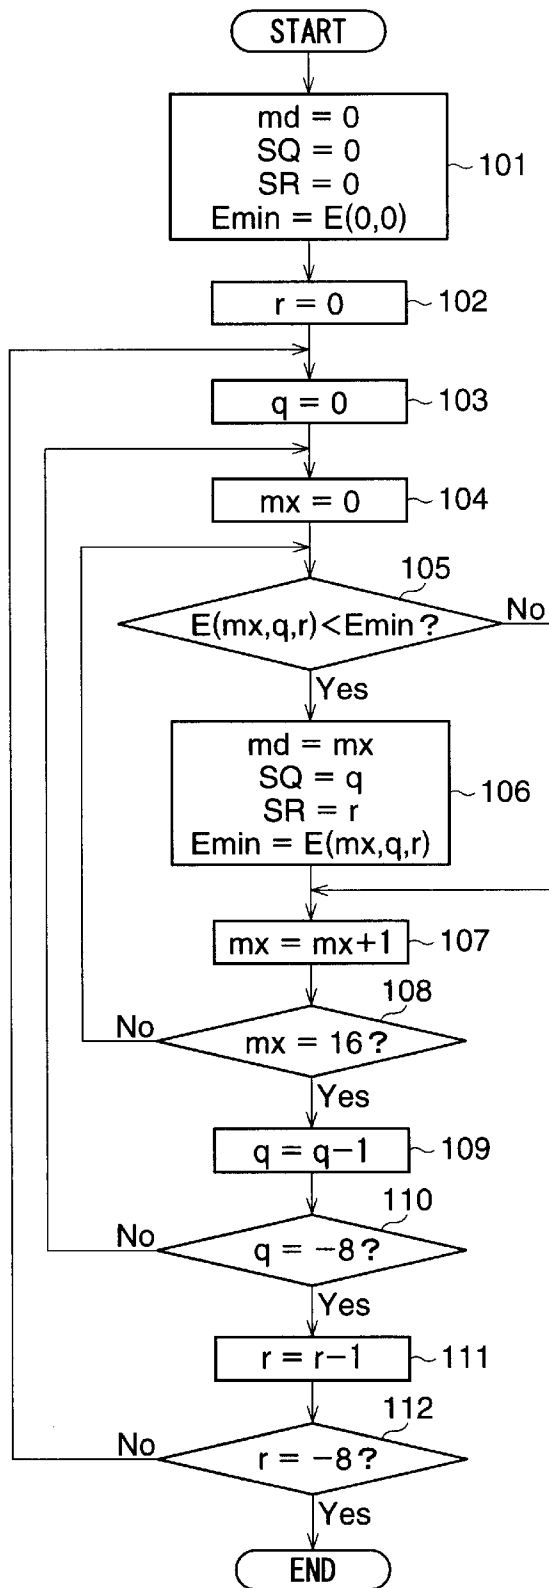 START
md = 0
SQ = 0
SR = 0
Emin = E(0,0)
101
r = 0
102
q = 0
103
mx = 0
104
105
E(mx,q,r)<Emin?
No
Yes
md = mx
SQ = q
SR = r
Emin = E(mx,q,r)
106
mx = mx+1
107
108
No
mx = 16?
Yes
q = q-1
109
110
No
q = -8?
Yes
r = r-1
111
112
No
r = -8?
Yes
END